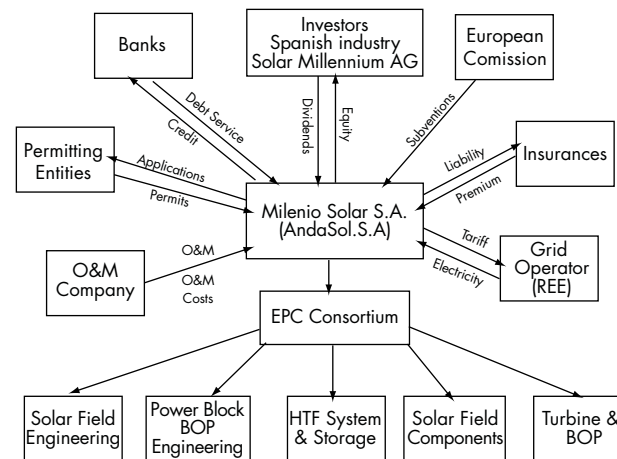 Banks
Investors
Spanish industry
Solar Millennium AG
European
Comission
Debt Service
Credit
Dividends
Equity
Subventions
Permitting
Entities
Applications
Permits
Liability
Premium
Insurances
Milenio Solar S.A.
(AndaSol.S.A)
O&M
Company
O&M
O&M
Costs
Tariff
Electricity
Grid
Operator
(REE)
EPC Consortium
Solar Field
Engineering
Power Block
BOP
Engineering
HTF System
& Storage
Solar Field
Components
Turbine &
BOP